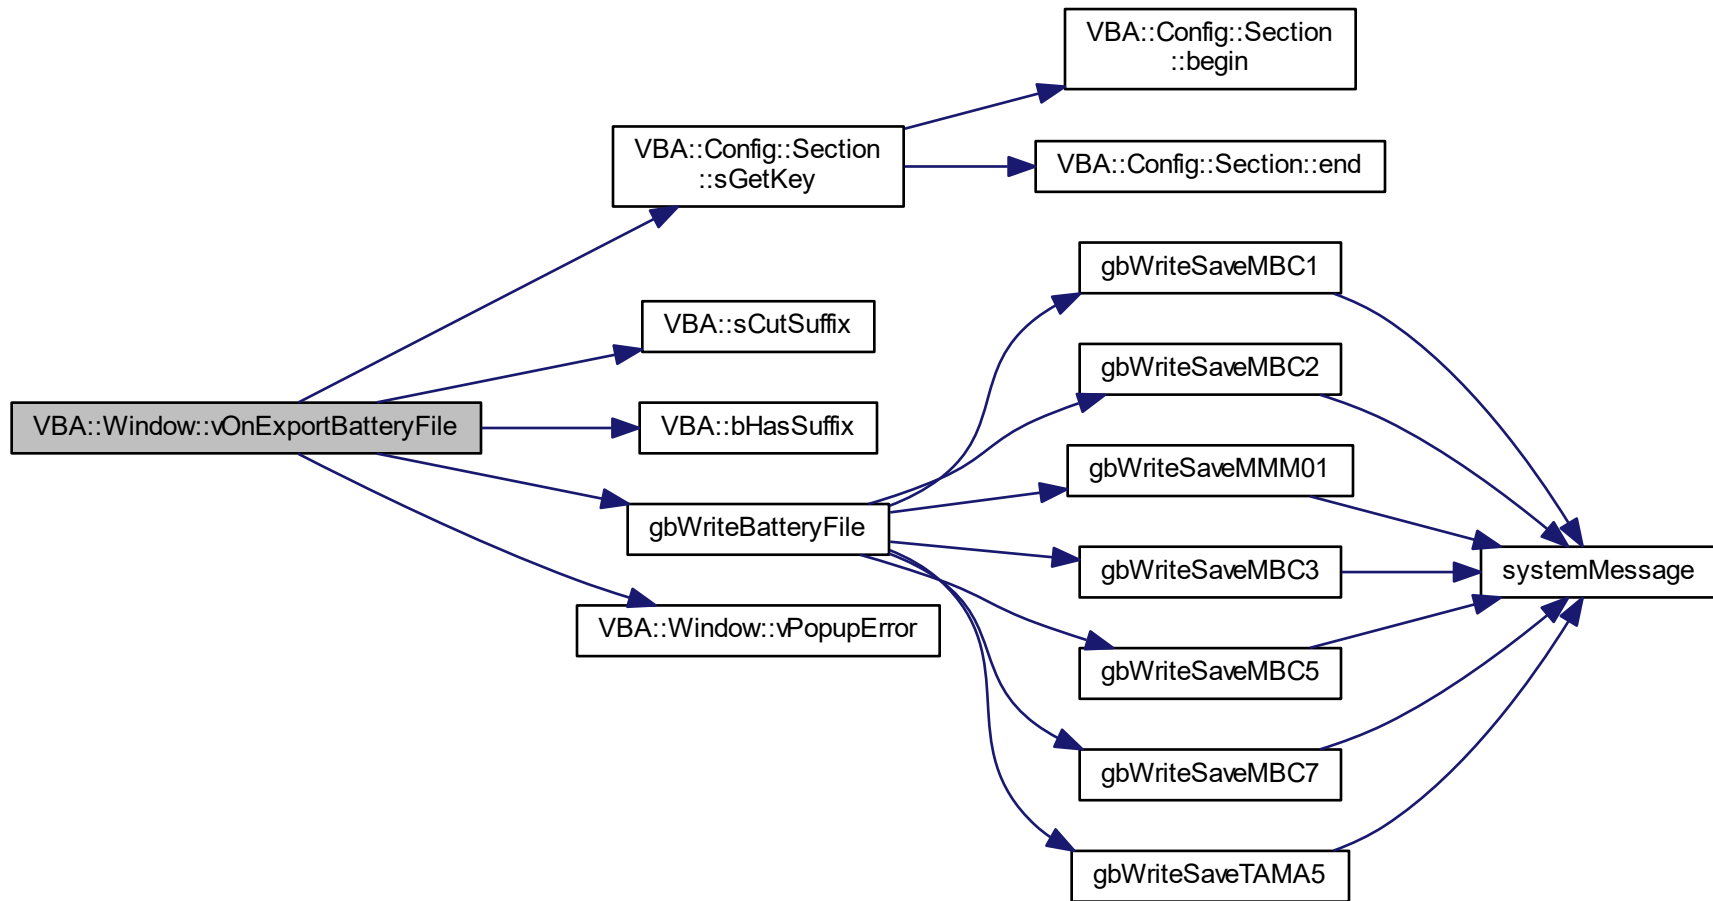 VBA::Config::Section
::begin
VBA::Config::Section
::sGetKey
VBA::Config::Section::end
gbWriteSaveMBC1
VBA::sCutSuffix
gbWriteSaveMBC2
VBA::Window::vOnExportBatteryFile
VBA::bHasSuffix
gbWriteSaveMMM01
gbWriteBatteryFile
gbWriteSaveMBC3
systemMessage
VBA::Window::vPopupError
gbWriteSaveMBC5
gbWriteSaveMBC7
gbWriteSaveTAMA5